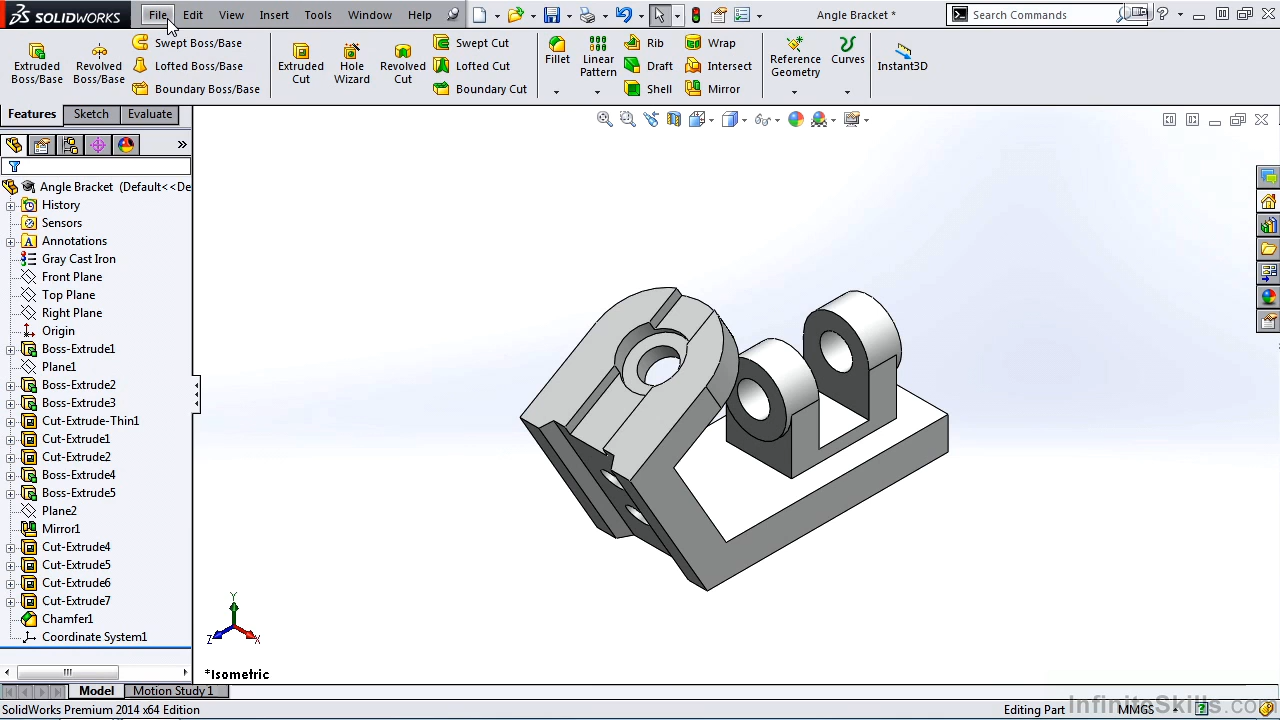 SOLIDWORKS File Edit View Insert Tools Window Help Angle Bracket * Search Commands
Extruded Boss/Base
Revolved Boss/Base
Swept Boss/Base
Lofted Boss/Base
Boundary Boss/Base
Extruded Cut
Hole Wizard
Revolved Cut
Swept Cut
Lofted Cut
Boundary Cut
Fillet
Linear Pattern
Rib
Draft
Shell
Wrap
Intersect
Mirror
Reference Geometry
Curves
Instant3D
Features Sketch Evaluate
Angle Bracket (Default<<De
History
Sensors
Annotations
Gray Cast Iron
Front Plane
Top Plane
Right Plane
Origin
Boss-Extrude1
Plane1
Boss-Extrude2
Boss-Extrude3
Cut-Extrude-Thin1
Cut-Extrude1
Cut-Extrude2
Boss-Extrude4
Boss-Extrude5
Plane2
Mirror1
Cut-Extrude4
Cut-Extrude5
Cut-Extrude6
Cut-Extrude7
Chamfer1
Coordinate System1
Y
Z X
*Isometric
Model Motion Study 1
SolidWorks Premium 2014 x64 Edition Editing Part MMGS
InfiniteSkills.com